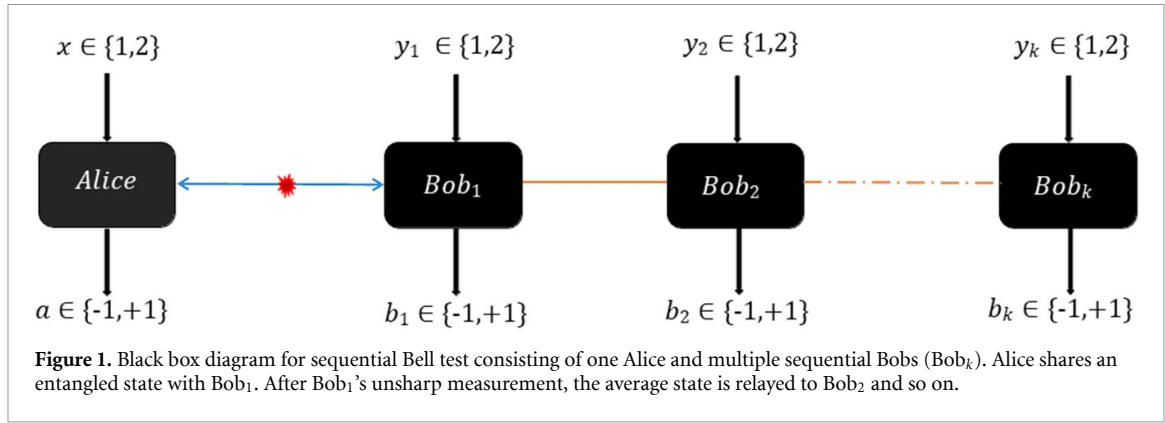 x ∈ {1,2}
y₁ ∈ {1,2}
y₂ ∈ {1,2}
yₖ ∈ {1,2}
Alice
Bob₁
Bob₂
Bobₖ
a ∈ {-1,+1}
b₁ ∈ {-1,+1}
b₂ ∈ {-1,+1}
bₖ ∈ {-1,+1}
Figure 1. Black box diagram for sequential Bell test consisting of one Alice and multiple sequential Bobs (Bobₖ). Alice shares an
entangled state with Bob₁. After Bob₁'s unsharp measurement, the average state is relayed to Bob₂ and so on.